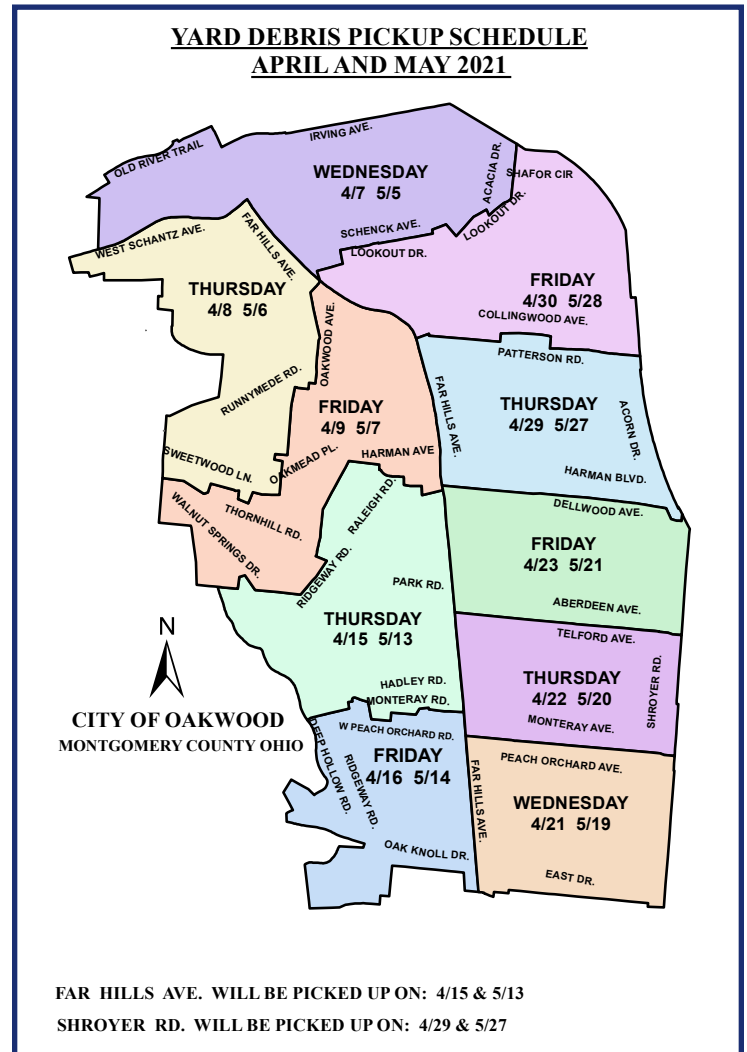 YARD DEBRIS PICKUP SCHEDULE
APRIL AND MAY 2021
OLD RIVER TRAIL
IRVING AVE.
WEDNESDAY
4/7 5/5
ACACIA DR.
SHAFOR CIR
WEST SCHANTZ AVE.
FAR HILLS AVE.
SCHENCK AVE.
LOOKOUT DR.
LOOKOUT DR.
THURSDAY
4/8 5/6
FRIDAY
4/30 5/28
COLLINGWOOD AVE.
OAKWOOD AVE.
RUNNYMEDE RD.
PATTERSON RD.
FAR HILLS AVE.
THURSDAY
4/29 5/27
ACORN DR.
FRIDAY
4/9 5/7
HARMAN AVE
HARMAN BLVD.
SWEETWOOD LN.
OAKMEAD PL.
WALNUT SPRINGS DR.
THORNHILL RD.
RALEIGH RD.
RIDGEWAY RD.
DELLWOOD AVE.
FRIDAY
4/23 5/21
PARK RD.
ABERDEEN AVE.
THURSDAY
4/15 5/13
TELFORD AVE.
THURSDAY
4/22 5/20
SHROYER RD.
HADLEY RD.
MONTERAY RD.
MONTERAY AVE.
N
CITY OF OAKWOOD
MONTGOMERY COUNTY OHIO
DEEP HOLLOW RD.
W PEACH ORCHARD RD.
FRIDAY
4/16 5/14
RIDGEWAY RD.
FAR HILLS AVE.
PEACH ORCHARD AVE.
WEDNESDAY
4/21 5/19
OAK KNOLL DR.
EAST DR.
FAR HILLS AVE. WILL BE PICKED UP ON: 4/15 & 5/13
SHROYER RD. WILL BE PICKED UP ON: 4/29 & 5/27